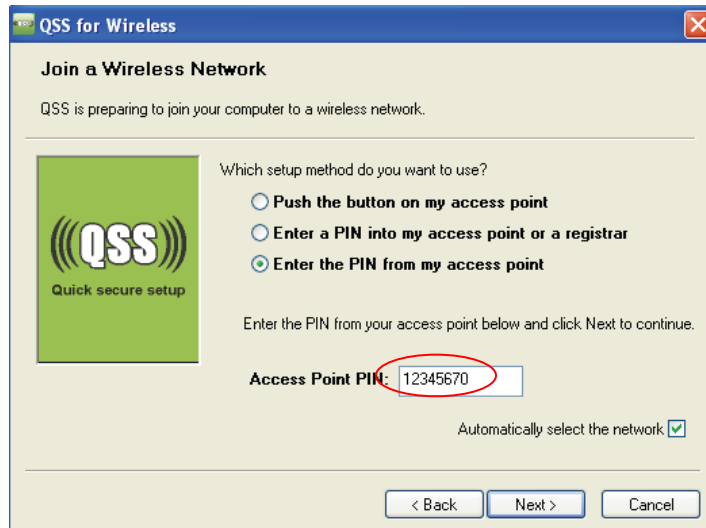 QSS for Wireless
Join a Wireless Network
QSS is preparing to join your computer to a wireless network.
Which setup method do you want to use?
Push the button on my access point
Enter a PIN into my access point or a registrar
Enter the PIN from my access point
(((QSS)))
Quick secure setup
Enter the PIN from your access point below and click Next to continue.
Access Point PIN: 12345670
Automatically select the network
< Back Next > Cancel